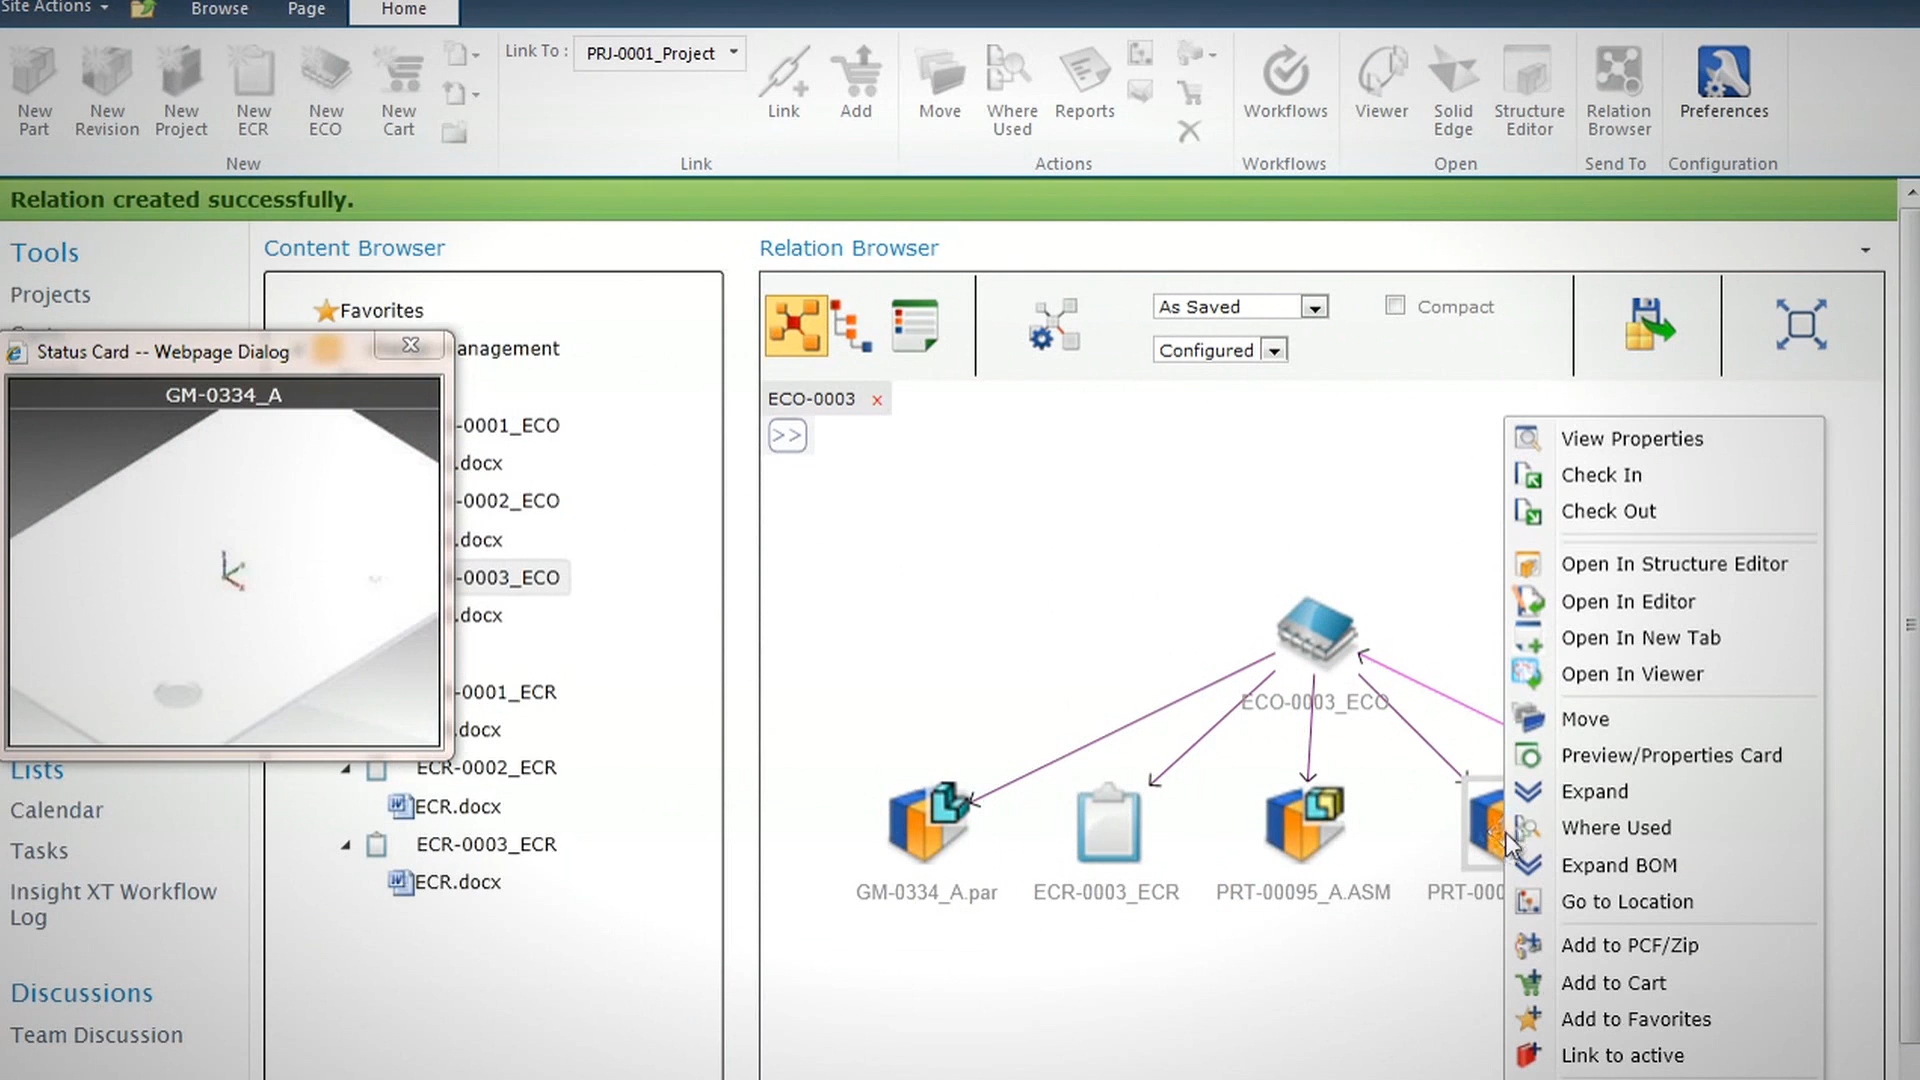 Site Actions
Browse
Page
Home
New
Part
New
Revision
New
Project
New
ECR
New
ECO
New
Cart
New
Link To :
PRJ-0001_Project
Link
Add
Link
Move
Where
Used
Reports
Actions
Workflows
Workflows
Viewer
Solid
Edge
Structure
Editor
Open
Relation
Browser
Send To
Preferences
Configuration
Relation created successfully.
Tools
Projects
Status Card -- Webpage Dialog
GM-0334_A
Lists
Calendar
Tasks
Insight XT Workflow
Log
Discussions
Team Discussion
Content Browser
Favorites
anagement
-0001_ECO
.docx
-0002_ECO
.docx
-0003_ECO
.docx
-0001_ECR
.docx
ECR-0002_ECR
ECR.docx
ECR-0003_ECR
ECR.docx
Relation Browser
As Saved
Compact
Configured
ECO-0003 x
>>
ECO-0003_ECO
GM-0334_A.par
ECR-0003_ECR
PRT-00095_A.ASM
PRT-000
View Properties
Check In
Check Out
Open In Structure Editor
Open In Editor
Open In New Tab
Open In Viewer
Move
Preview/Properties Card
Expand
Where Used
Expand BOM
Go to Location
Add to PCF/Zip
Add to Cart
Add to Favorites
Link to active